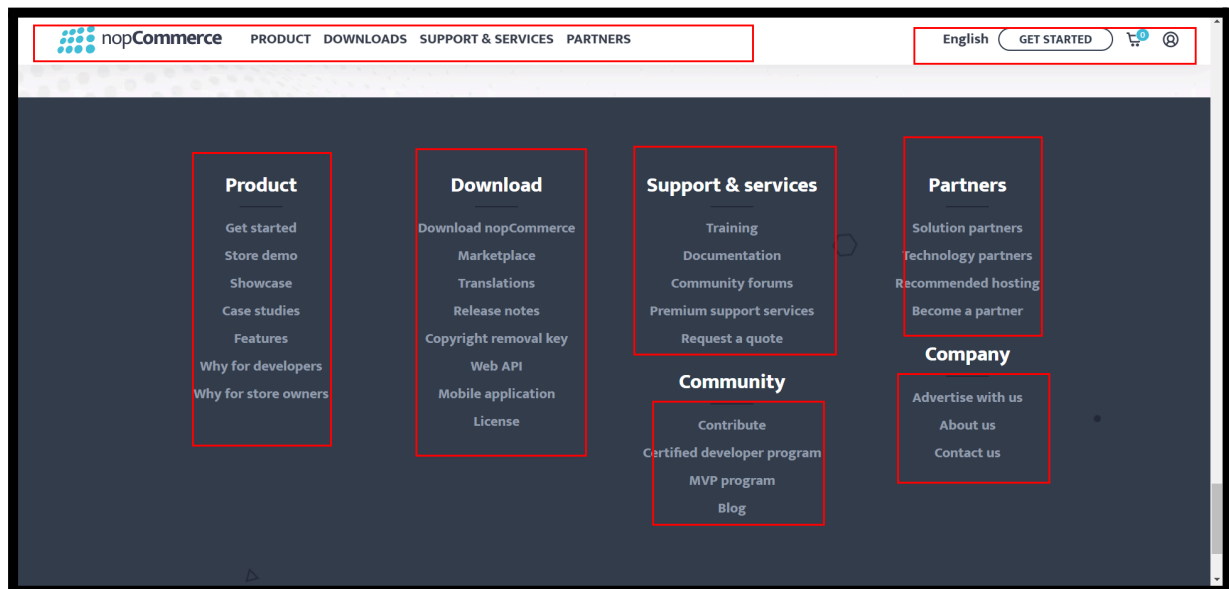 nopCommerce PRODUCT DOWNLOADS SUPPORT & SERVICES PARTNERS English GET STARTED 0
Product
Get started
Store demo
Showcase
Case studies
Features
Why for developers
Why for store owners
Download
Download nopCommerce
Marketplace
Translations
Release notes
Copyright removal key
Web API
Mobile application
License
Support & services
Training
Documentation
Community forums
Premium support services
Request a quote
Community
Contribute
Certified developer program
MVP program
Blog
Partners
Solution partners
Technology partners
Recommended hosting
Become a partner
Company
Advertise with us
About us
Contact us